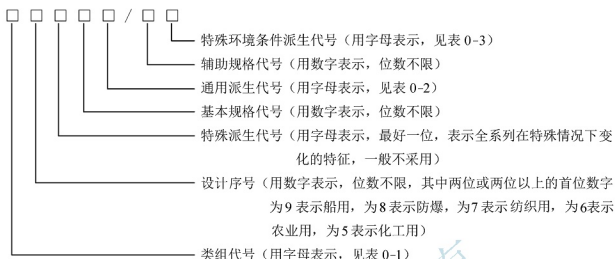 □ □ □ □ □ / □ □
特殊环境条件派生代号（用字母表示，见表 0-3）
辅助规格代号（用数字表示，位数不限）
通用派生代号（用字母表示，见表 0-2）
基本规格代号（用数字表示，位数不限）
特殊派生代号（用字母表示，最好一位，表示全系列在特殊情况下变
化的特征，一般不采用）
设计序号（用数字表示，位数不限，其中两位或两位以上的首位数字
为9表示船用，为8表示防爆，为7表示纺织用，为6表示
农业用，为5表示化工用）
类组代号（用字母表示，见表 0-1）